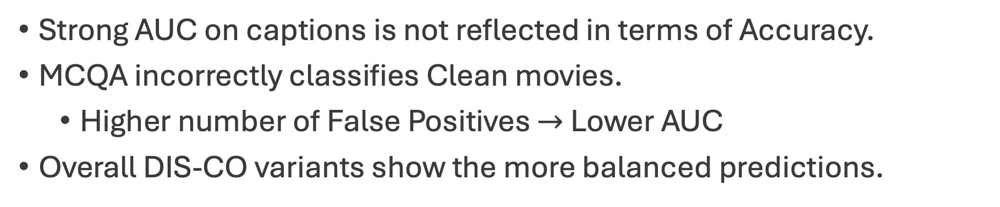 • Strong AUC on captions is not reflected in terms of Accuracy.
• MCQA incorrectly classifies Clean movies.
• Higher number of False Positives → Lower AUC
• Overall DIS-CO variants show the more balanced predictions.